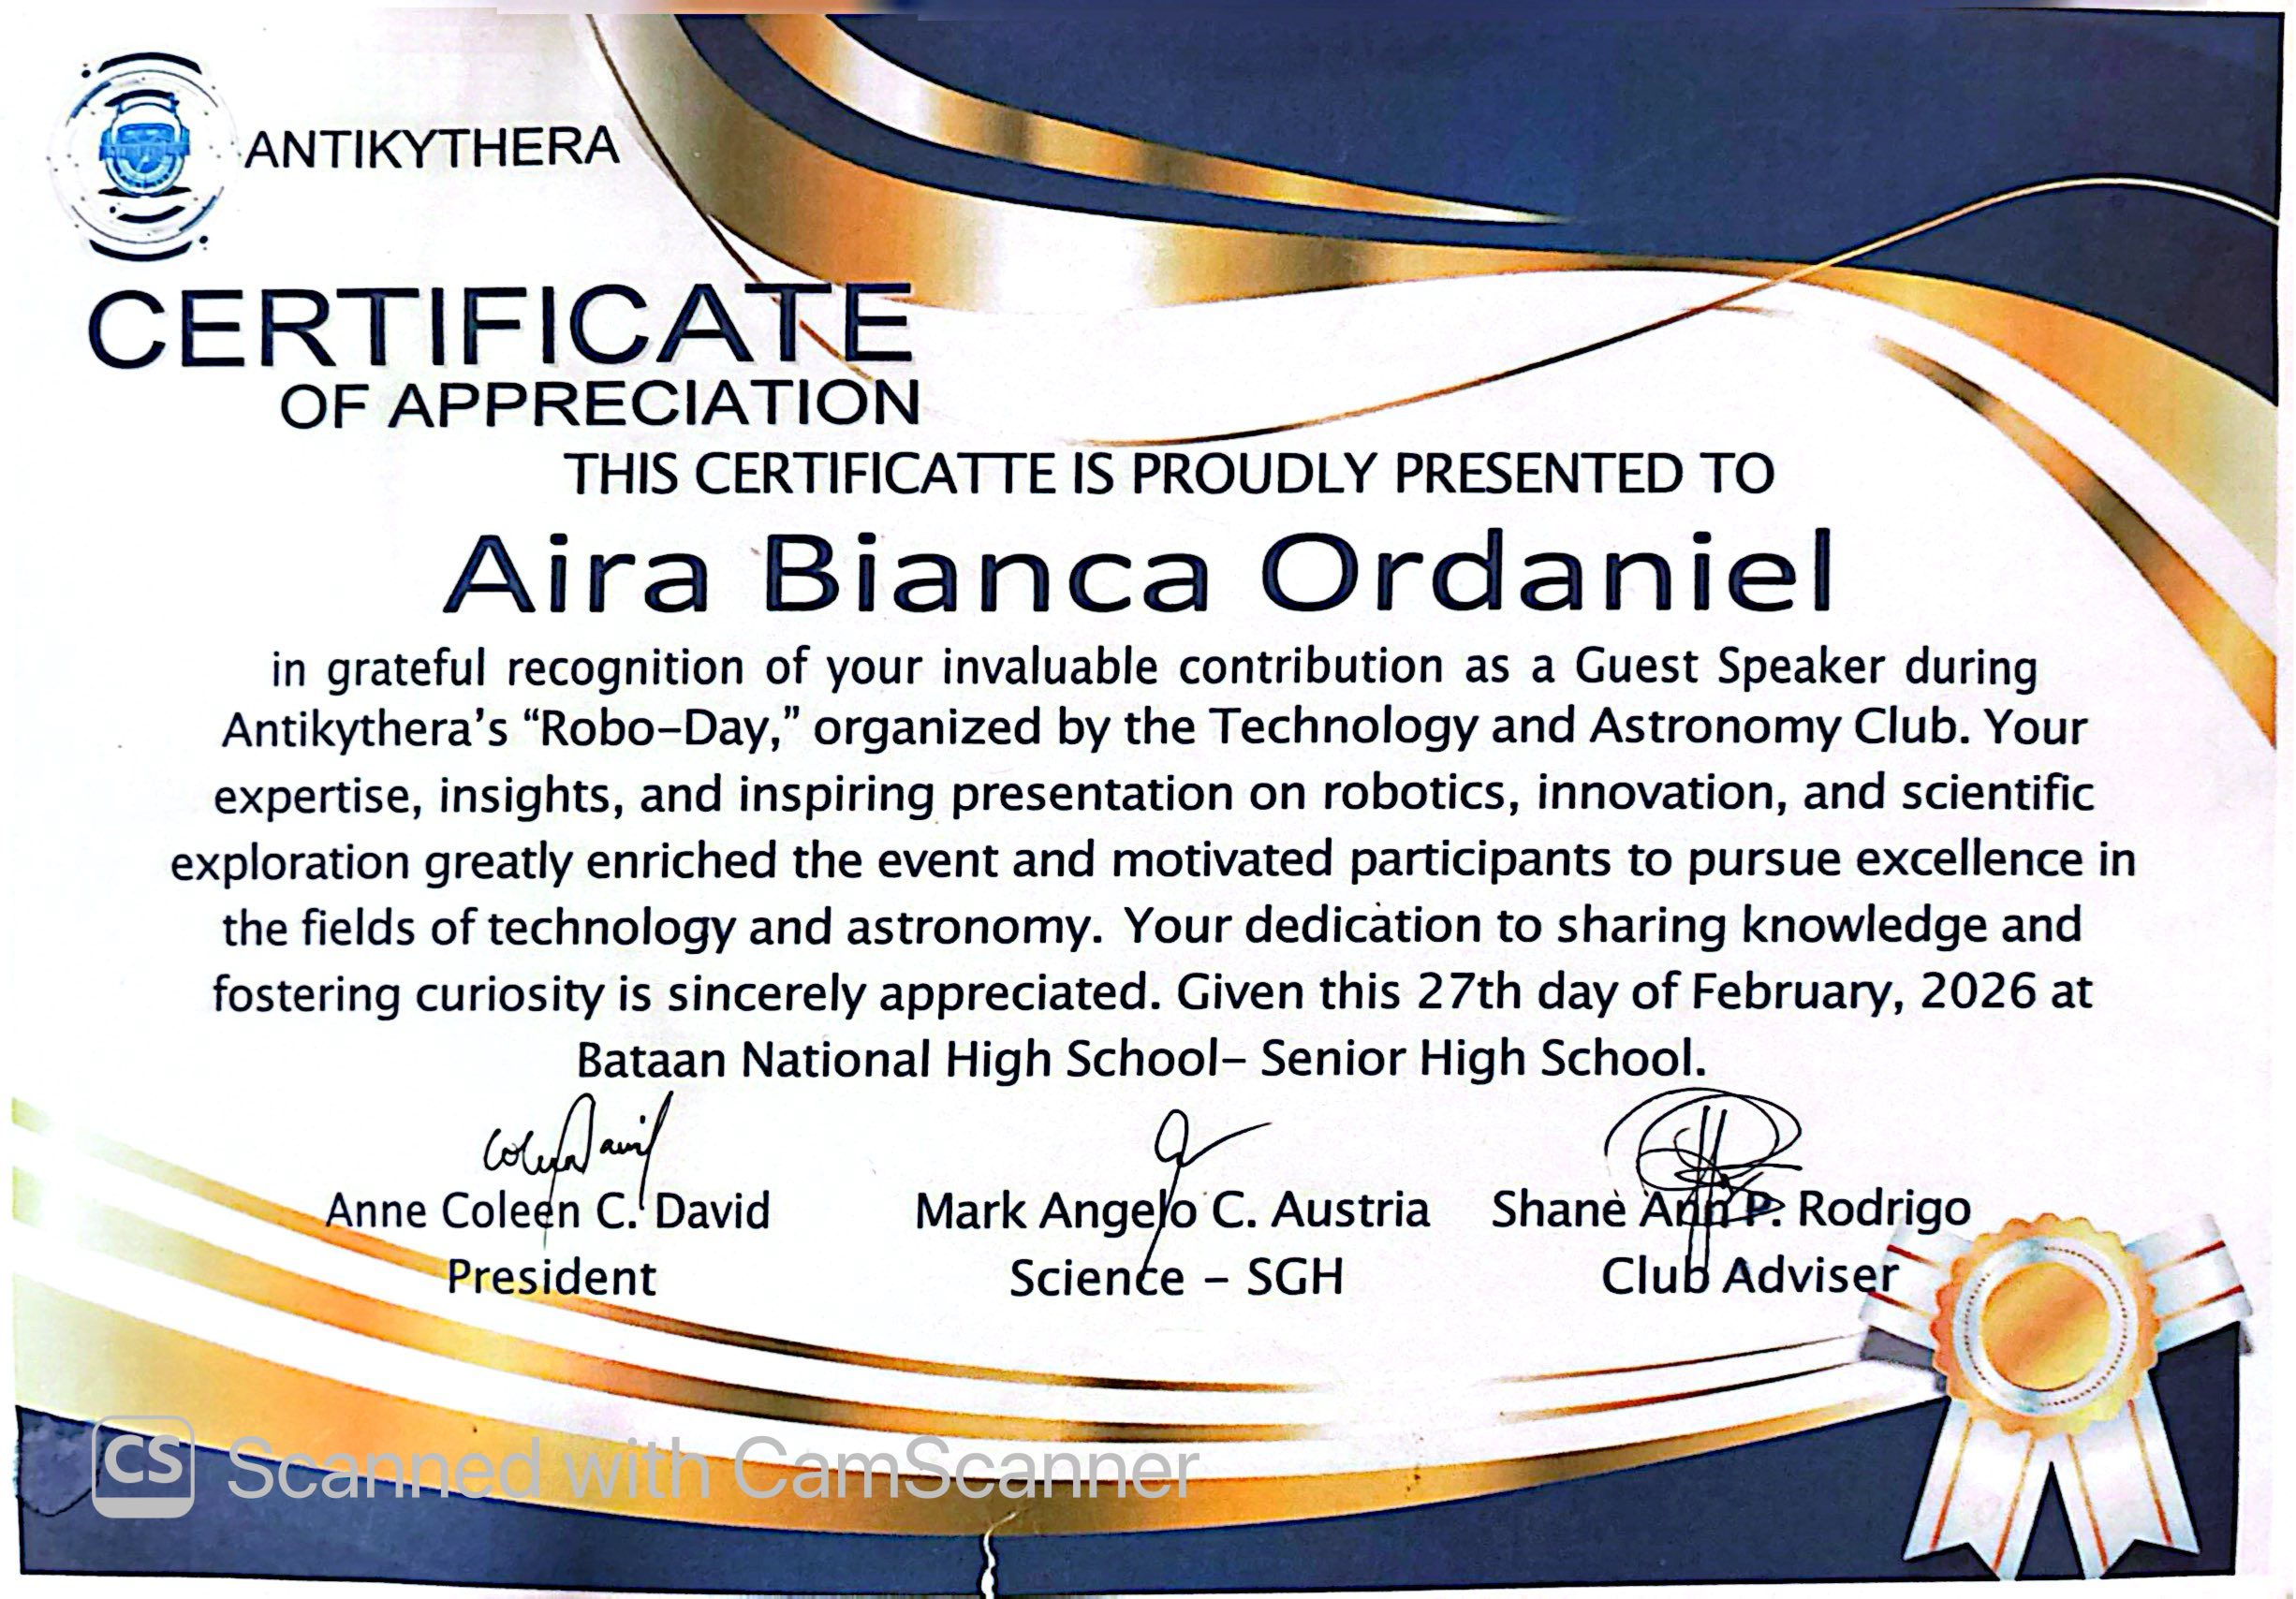 ANTIKYTHERA
CERTIFICATE
OF APPRECIATION
THIS CERTIFICATTE IS PROUDLY PRESENTED TO
Aira Bianca Ordaniel
in grateful recognition of your invaluable contribution as a Guest Speaker during
Antikythera's “Robo–Day,” organized by the Technology and Astronomy Club. Your
expertise, insights, and inspiring presentation on robotics, innovation, and scientific
exploration greatly enriched the event and motivated participants to pursue excellence in
the fields of technology and astronomy. Your dedication to sharing knowledge and
fostering curiosity is sincerely appreciated. Given this 27th day of February, 2026 at
Bataan National High School– Senior High School.
Anne Coleen C. David
President
Mark Angelo C. Austria
Science – SGH
Shane Ann P. Rodrigo
Club Adviser
CS Scanned with CamScanner